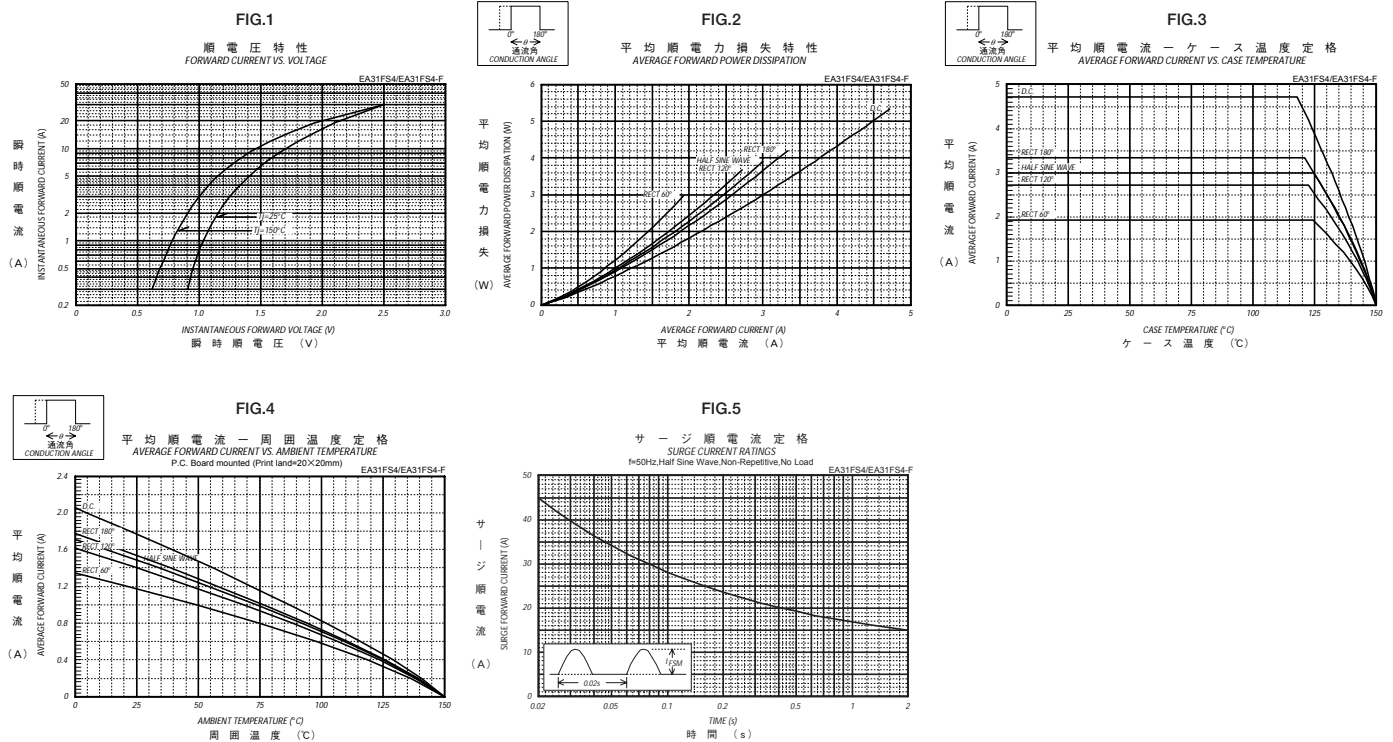 FIG.1
順電圧特性
FORWARD CURRENT VS. VOLTAGE
EA31FS4/EA31FS4-F
瞬時順電流 (A)
INSTANTANEOUS FORWARD CURRENT (A)
50
20
10
5
2
1
0.5
0.2
Tj=25°C
Tj=150°C
0 0.5 1.0 1.5 2.0 2.5 3.0
INSTANTANEOUS FORWARD VOLTAGE (V)
瞬時順電圧 (V)
0° 180°
θ
通流角
CONDUCTION ANGLE
FIG.2
平均順電力損失特性
AVERAGE FORWARD POWER DISSIPATION
EA31FS4/EA31FS4-F
平均順電力損失 (W)
AVERAGE FORWARD POWER DISSIPATION (W)
6
5
4
3
2
1
0
D.C.
RECT 180°
HALF SINE WAVE
RECT 120°
RECT 60°
0 1 2 3 4 5
AVERAGE FORWARD CURRENT (A)
平均順電流 (A)
0° 180°
θ
通流角
CONDUCTION ANGLE
FIG.3
平均順電流ーケース温度定格
AVERAGE FORWARD CURRENT VS. CASE TEMPERATURE
EA31FS4/EA31FS4-F
平均順電流 (A)
AVERAGE FORWARD CURRENT (A)
5
4
3
2
1
0
D.C.
RECT 180°
HALF SINE WAVE
RECT 120°
RECT 60°
0 25 50 75 100 125 150
CASE TEMPERATURE (°C)
ケース温度 (℃)
0° 180°
θ
通流角
CONDUCTION ANGLE
FIG.4
平均順電流ー周囲温度定格
AVERAGE FORWARD CURRENT VS. AMBIENT TEMPERATURE
P.C. Board mounted (Print land=20×20mm)
EA31FS4/EA31FS4-F
平均順電流 (A)
AVERAGE FORWARD CURRENT (A)
2.4
2.0
1.6
1.2
0.8
0.4
0
D.C.
RECT 180°
RECT 120°
HALF SINE WAVE
RECT 60°
0 25 50 75 100 125 150
AMBIENT TEMPERATURE (°C)
周囲温度 (℃)
FIG.5
サージ順電流定格
SURGE CURRENT RATINGS
f=50Hz,Half Sine Wave,Non-Repetitive,No Load
EA31FS4/EA31FS4-F
サージ順電流 (A)
SURGE FORWARD CURRENT (A)
50
40
30
20
10
0
IFSM
0.02s
0.02 0.05 0.1 0.2 0.5 1 2
TIME (s)
時間 (s)